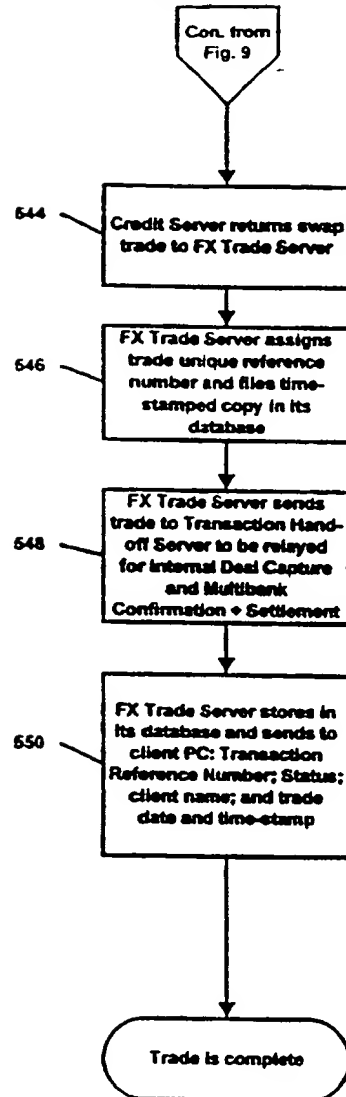 Con. from
Fig. 9
544
Credit Server returns swap
trade to FX Trade Server
546
FX Trade Server assigns
trade unique reference
number and files time-
stamped copy in its
database
548
FX Trade Server sends
trade to Transaction Hand-
off Server to be relayed
for Internal Deal Capture
and Multibank
Confirmation + Settlement
550
FX Trade Server stores in
its database and sends to
client PC: Transaction
Reference Number; Status;
client name; and trade
date and time-stamp
Trade is complete